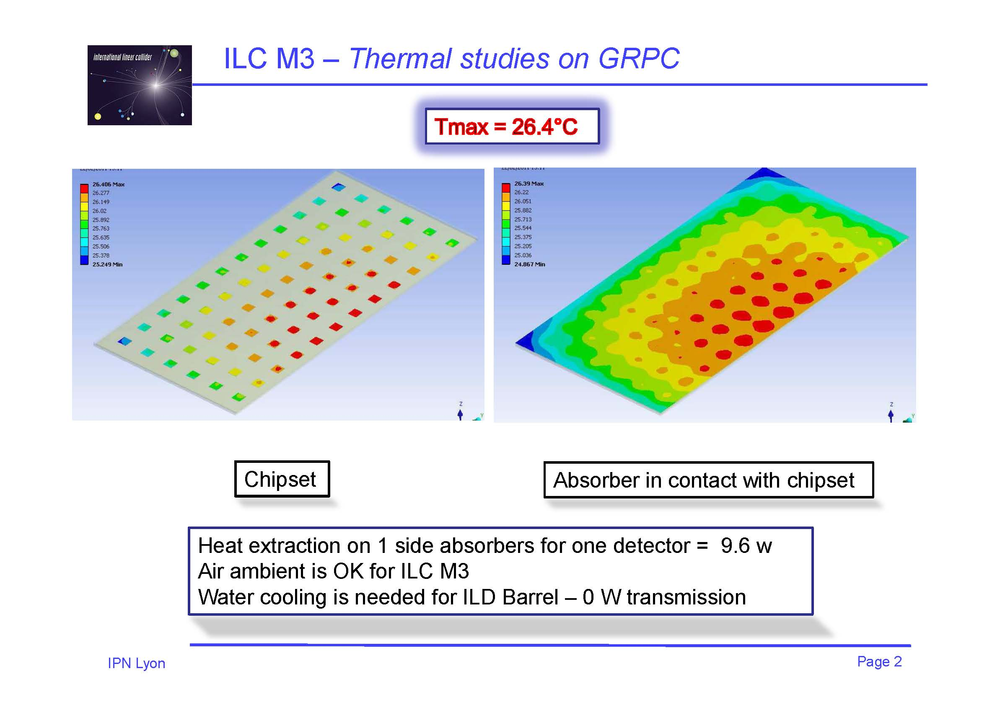 international linear collider
ILC M3 – Thermal studies on GRPC
Tmax = 26.4°C
26.406 Max
26.277
26.149
26.02
25.892
25.763
25.635
25.506
25.378
25.249 Min
Z
Y
26.39 Max
26.22
26.051
25.882
25.713
25.544
25.375
25.205
25.036
24.867 Min
Z
Y
Chipset
Absorber in contact with chipset
Heat extraction on 1 side absorbers for one detector = 9.6 w
Air ambient is OK for ILC M3
Water cooling is needed for ILD Barrel – 0 W transmission
IPN Lyon
Page 2